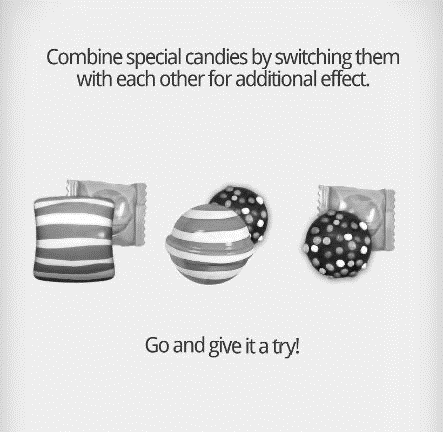 Combine special candies by switching them
with each other for additional effect.
Go and give it a try!